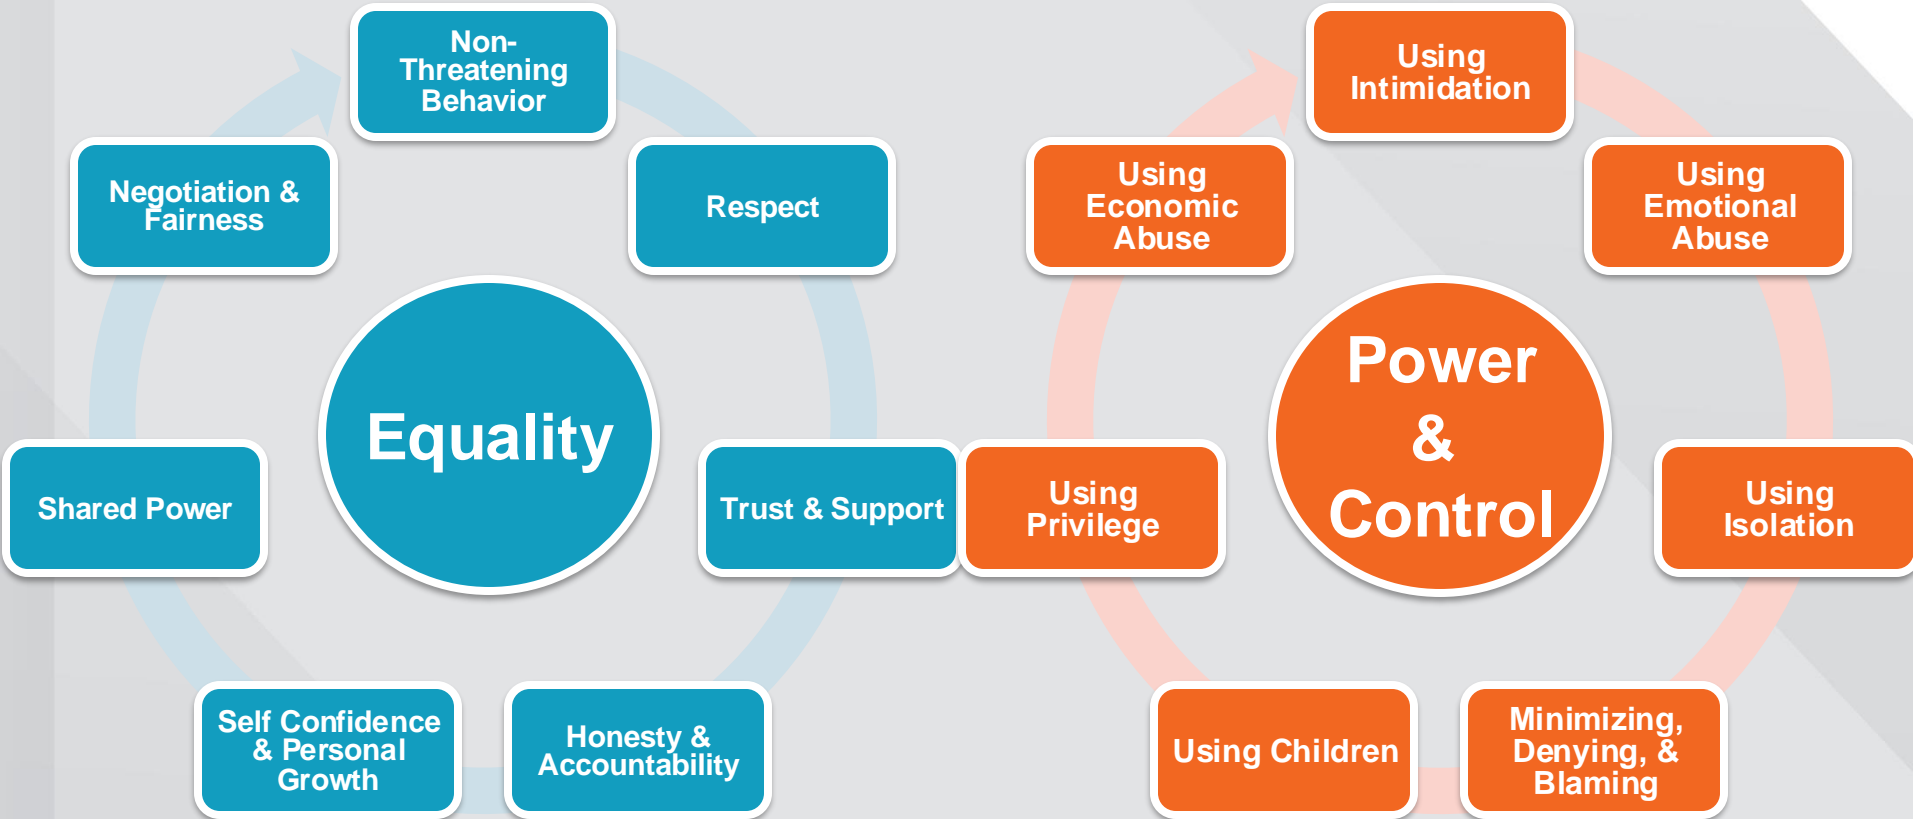 Non-
Threatening
Behavior
Respect
Trust & Support
Honesty &
Accountability
Self Confidence
& Personal
Growth
Shared Power
Negotiation &
Fairness
Equality
Using
Intimidation
Using
Emotional
Abuse
Using
Isolation
Minimizing,
Denying, &
Blaming
Using Children
Using
Privilege
Using
Economic
Abuse
Power
&
Control